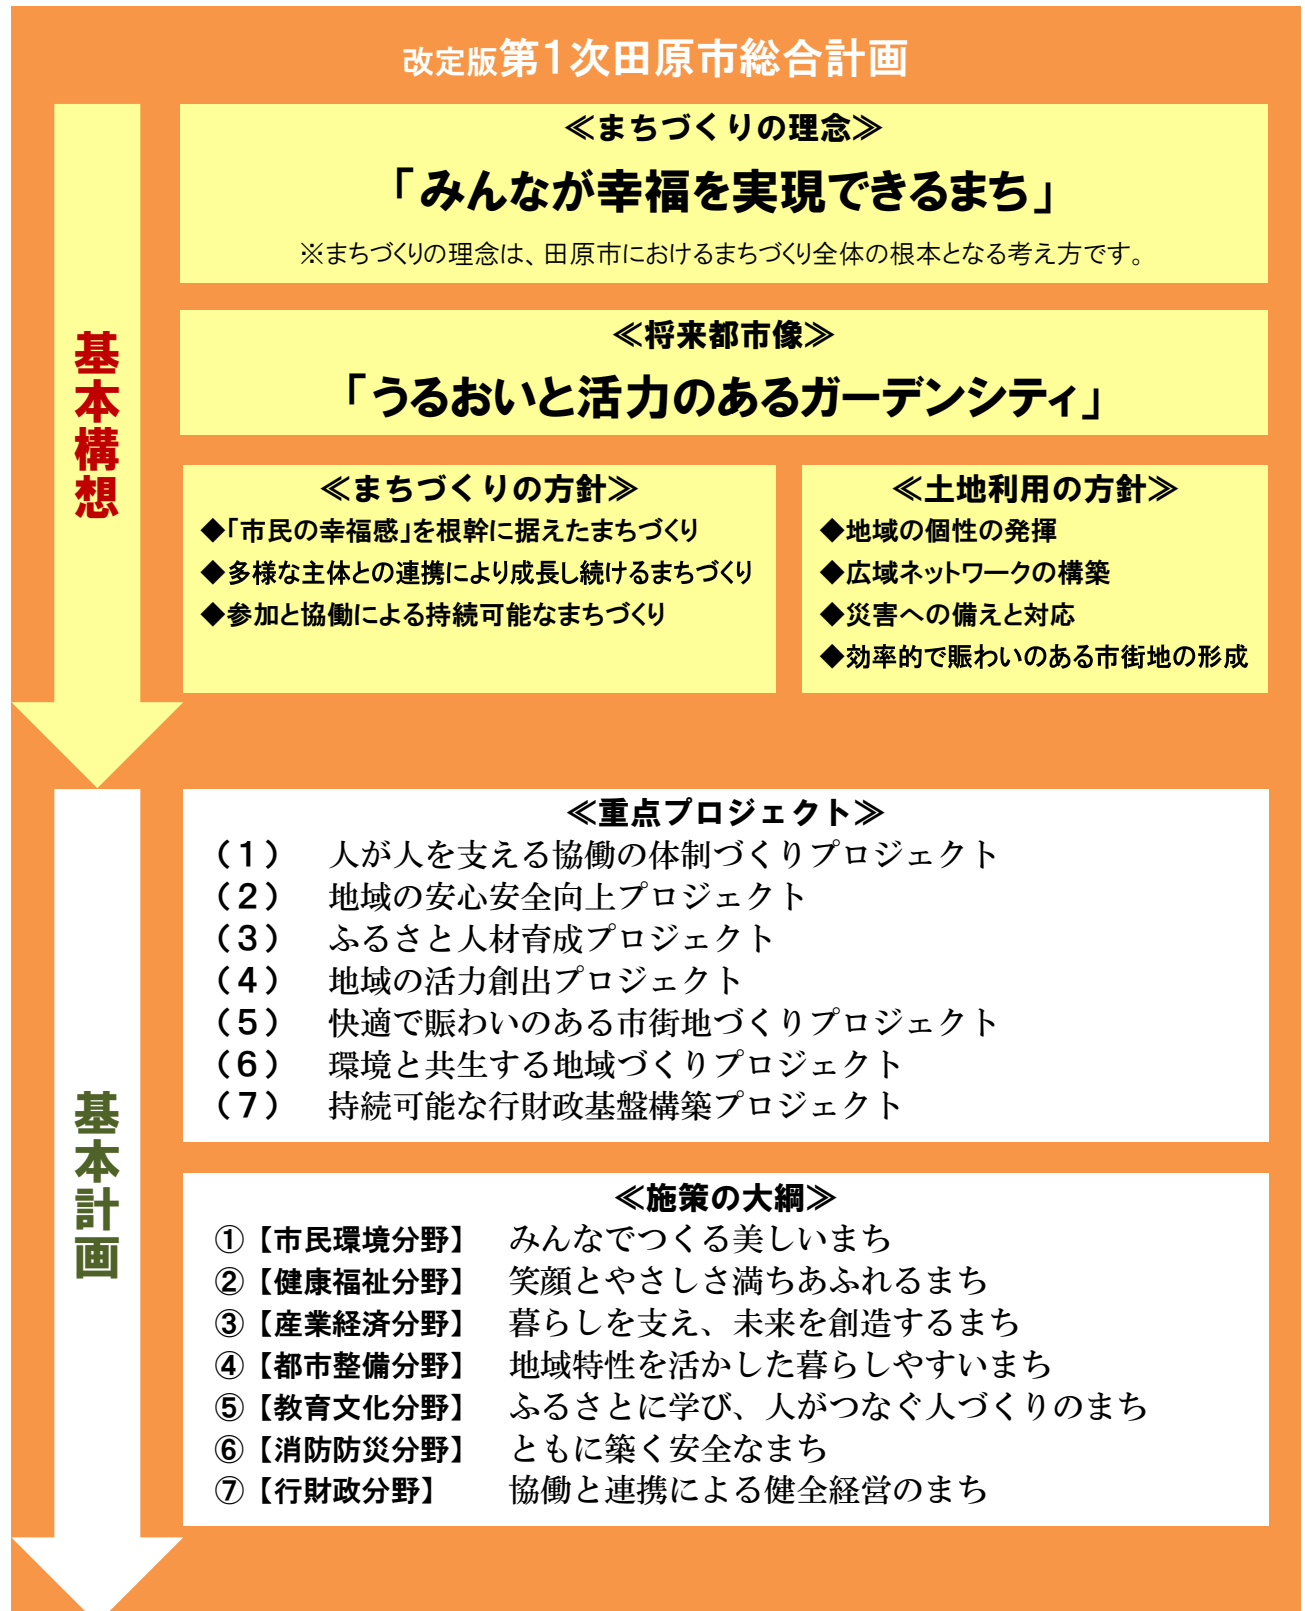 改定版第1次田原市総合計画
≪まちづくりの理念≫
「みんなが幸福を実現できるまち」
※まちづくりの理念は、田原市におけるまちづくり全体の根本となる考え方です。
≪将来都市像≫
「うるおいと活力のあるガーデンシティ」
基本構想
≪まちづくりの方針≫
◆「市民の幸福感」を根幹に据えたまちづくり
◆多様な主体との連携により成長し続けるまちづくり
◆参加と協働による持続可能なまちづくり
≪土地利用の方針≫
◆地域の個性の発揮
◆広域ネットワークの構築
◆災害への備えと対応
◆効率的で賑わいのある市街地の形成
基本計画
≪重点プロジェクト≫
（1） 人が人を支える協働の体制づくりプロジェクト
（2） 地域の安心安全向上プロジェクト
（3） ふるさと人材育成プロジェクト
（4） 地域の活力創出プロジェクト
（5） 快適で賑わいのある市街地づくりプロジェクト
（6） 環境と共生する地域づくりプロジェクト
（7） 持続可能な行財政基盤構築プロジェクト
≪施策の大綱≫
①【市民環境分野】 みんなでつくる美しいまち
②【健康福祉分野】 笑顔とやさしさ満ちあふれるまち
③【産業経済分野】 暮らしを支え、未来を創造するまち
④【都市整備分野】 地域特性を活かした暮らしやすいまち
⑤【教育文化分野】 ふるさとに学び、人がつなぐ人づくりのまち
⑥【消防防災分野】 ともに築く安全なまち
⑦【行財政分野】 協働と連携による健全経営のまち